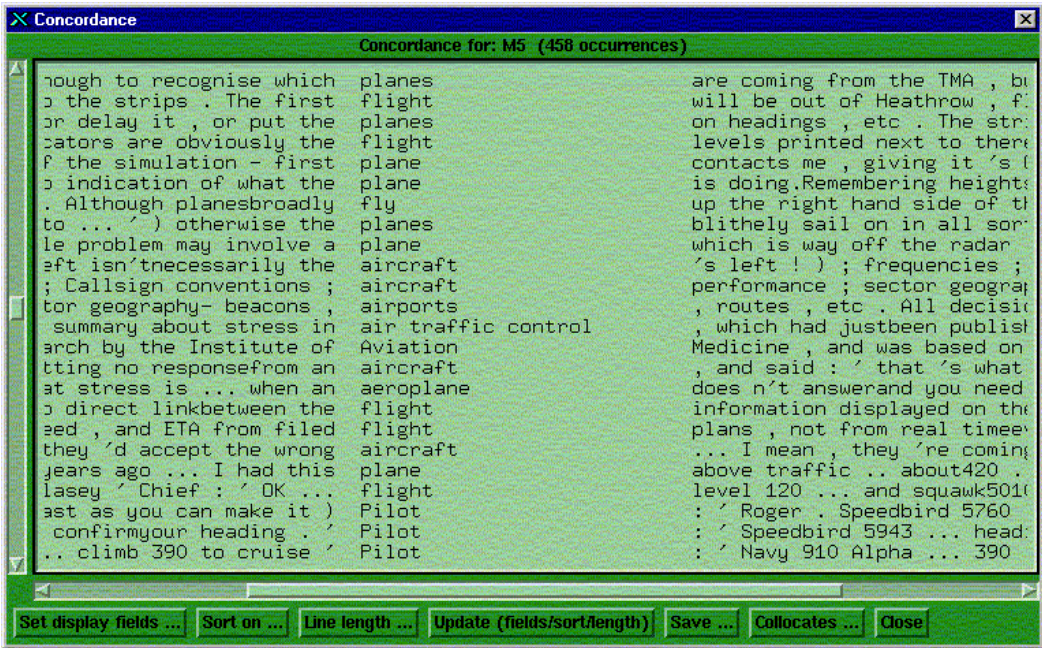 Concordance
Concordance for: M5 (458 occurrences)
nough to recognise which planes are coming from the TMA , bu
o the strips . The first flight will be out of Heathrow , fl
or delay it , or put the planes on headings , etc . The stri
cators are obviously the flight levels printed next to there
f the simulation - first plane contacts me , giving it 's
o indication of what the plane is doing.Remembering heights
. Although planesbroadly fly up the right hand side of th
to ... ' ) otherwise the planes blithely sail on in all sor
le problem may involve a plane which is way off the radar
eft isn'tnecessarily the aircraft 's left ! ) ; frequencies ;
; Callsign conventions ; aircraft performance ; sector geograp
tor geography- beacons , airports , routes , etc . All decisio
summary about stress in air traffic control , which had justbeen publish
arch by the Institute of Aviation Medicine , and was based on
tting no responsefrom an aircraft , and said : ' that 's what
at stress is ... when an aeroplane does n't answerand you need
o direct linkbetween the flight information displayed on the
eed , and ETA from filed flight plans , not from real timeev
they 'd accept the wrong aircraft ... I mean , they 're coming
years ago ... I had this plane above traffic .. about420 .
lasey ' Chief : ' OK ... flight level 120 ... and squawk501
ast as you can make it ) Pilot : ' Roger . Speedbird 5760
confirmyour heading . ' Pilot : ' Speedbird 5943 ... head
.. climb 390 to cruise ' Pilot : ' Navy 910 Alpha ... 390
Set display fields ... Sort on ... Line length ... Update (fields/sort/length) Save ... Collocates ... Close